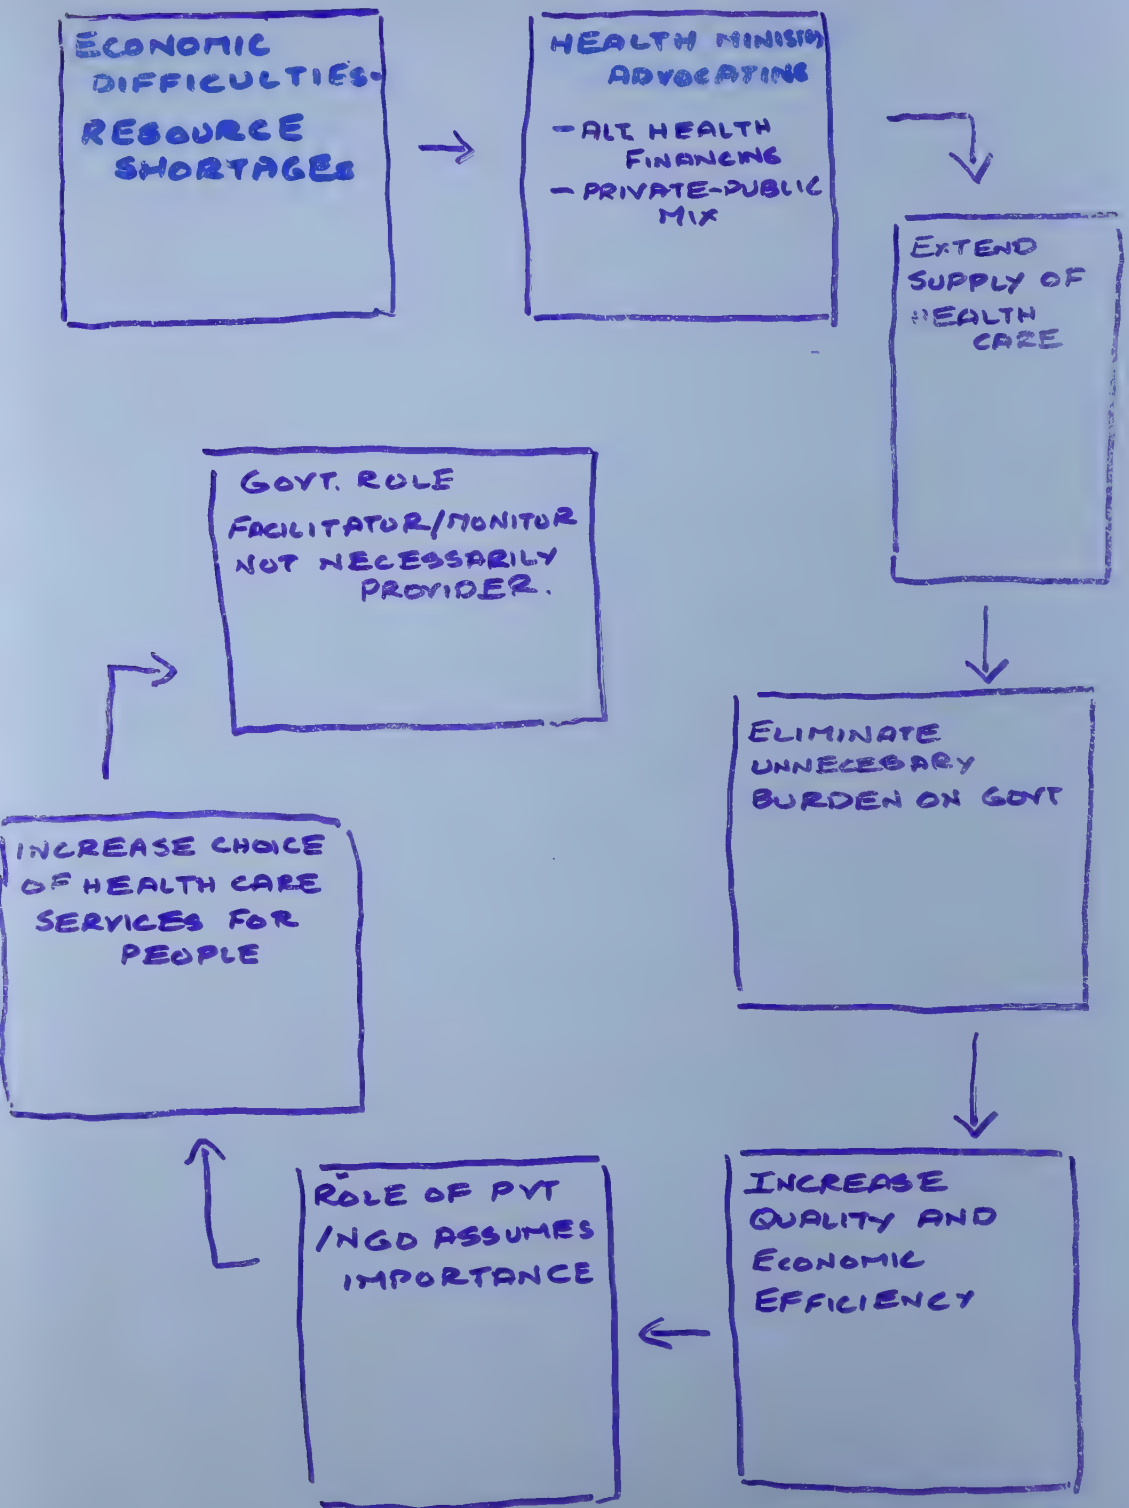 ECONOMIC
DIFFICULTIES.
RESOURCE
SHORTAGES
HEALTH MINISTRY
ADVOCATING
- ALT. HEALTH
FINANCING
- PRIVATE-PUBLIC
MIX
EXTEND
SUPPLY OF
HEALTH
CARE
ELIMINATE
UNNECESARY
BURDEN ON GOVT
INCREASE
QUALITY AND
ECONOMIC
EFFICIENCY
ROLE OF PVT
/NGO ASSUMES
IMPORTANCE
INCREASE CHOICE
OF HEALTH CARE
SERVICES FOR
PEOPLE
GOVT. ROLE
FACILITATOR/MONITOR
NOT NECESSARILY
PROVIDER.